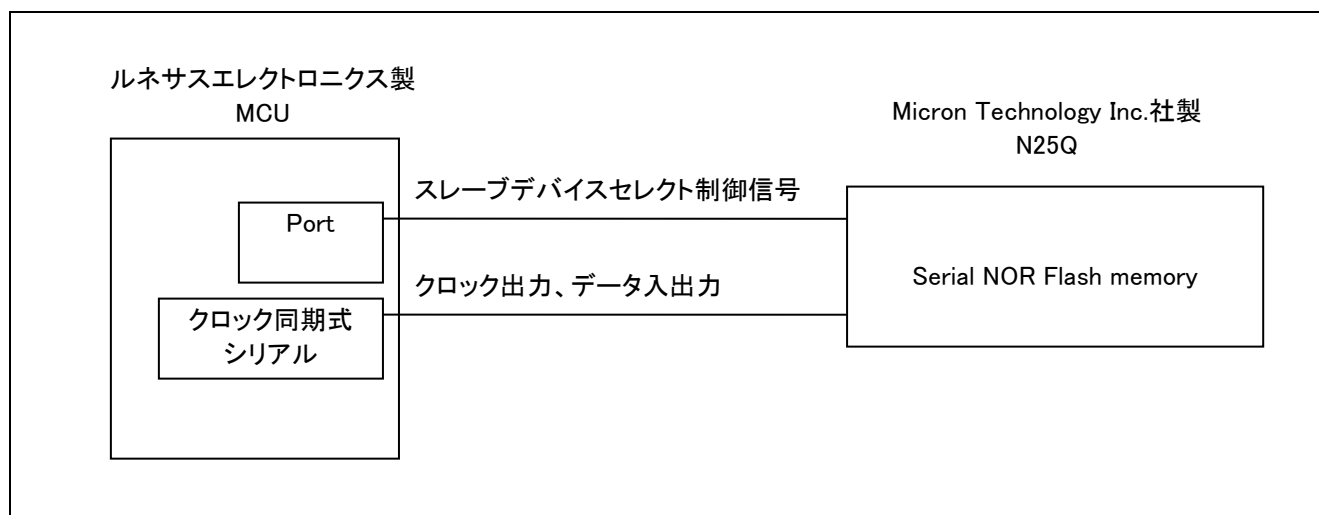 ルネサスエレクトロニクス製
MCU
Micron Technology Inc.社製
N25Q
スレーブデバイスセレクト制御信号
Port
クロック出力、データ入出力
Serial NOR Flash memory
クロック同期式
シリアル